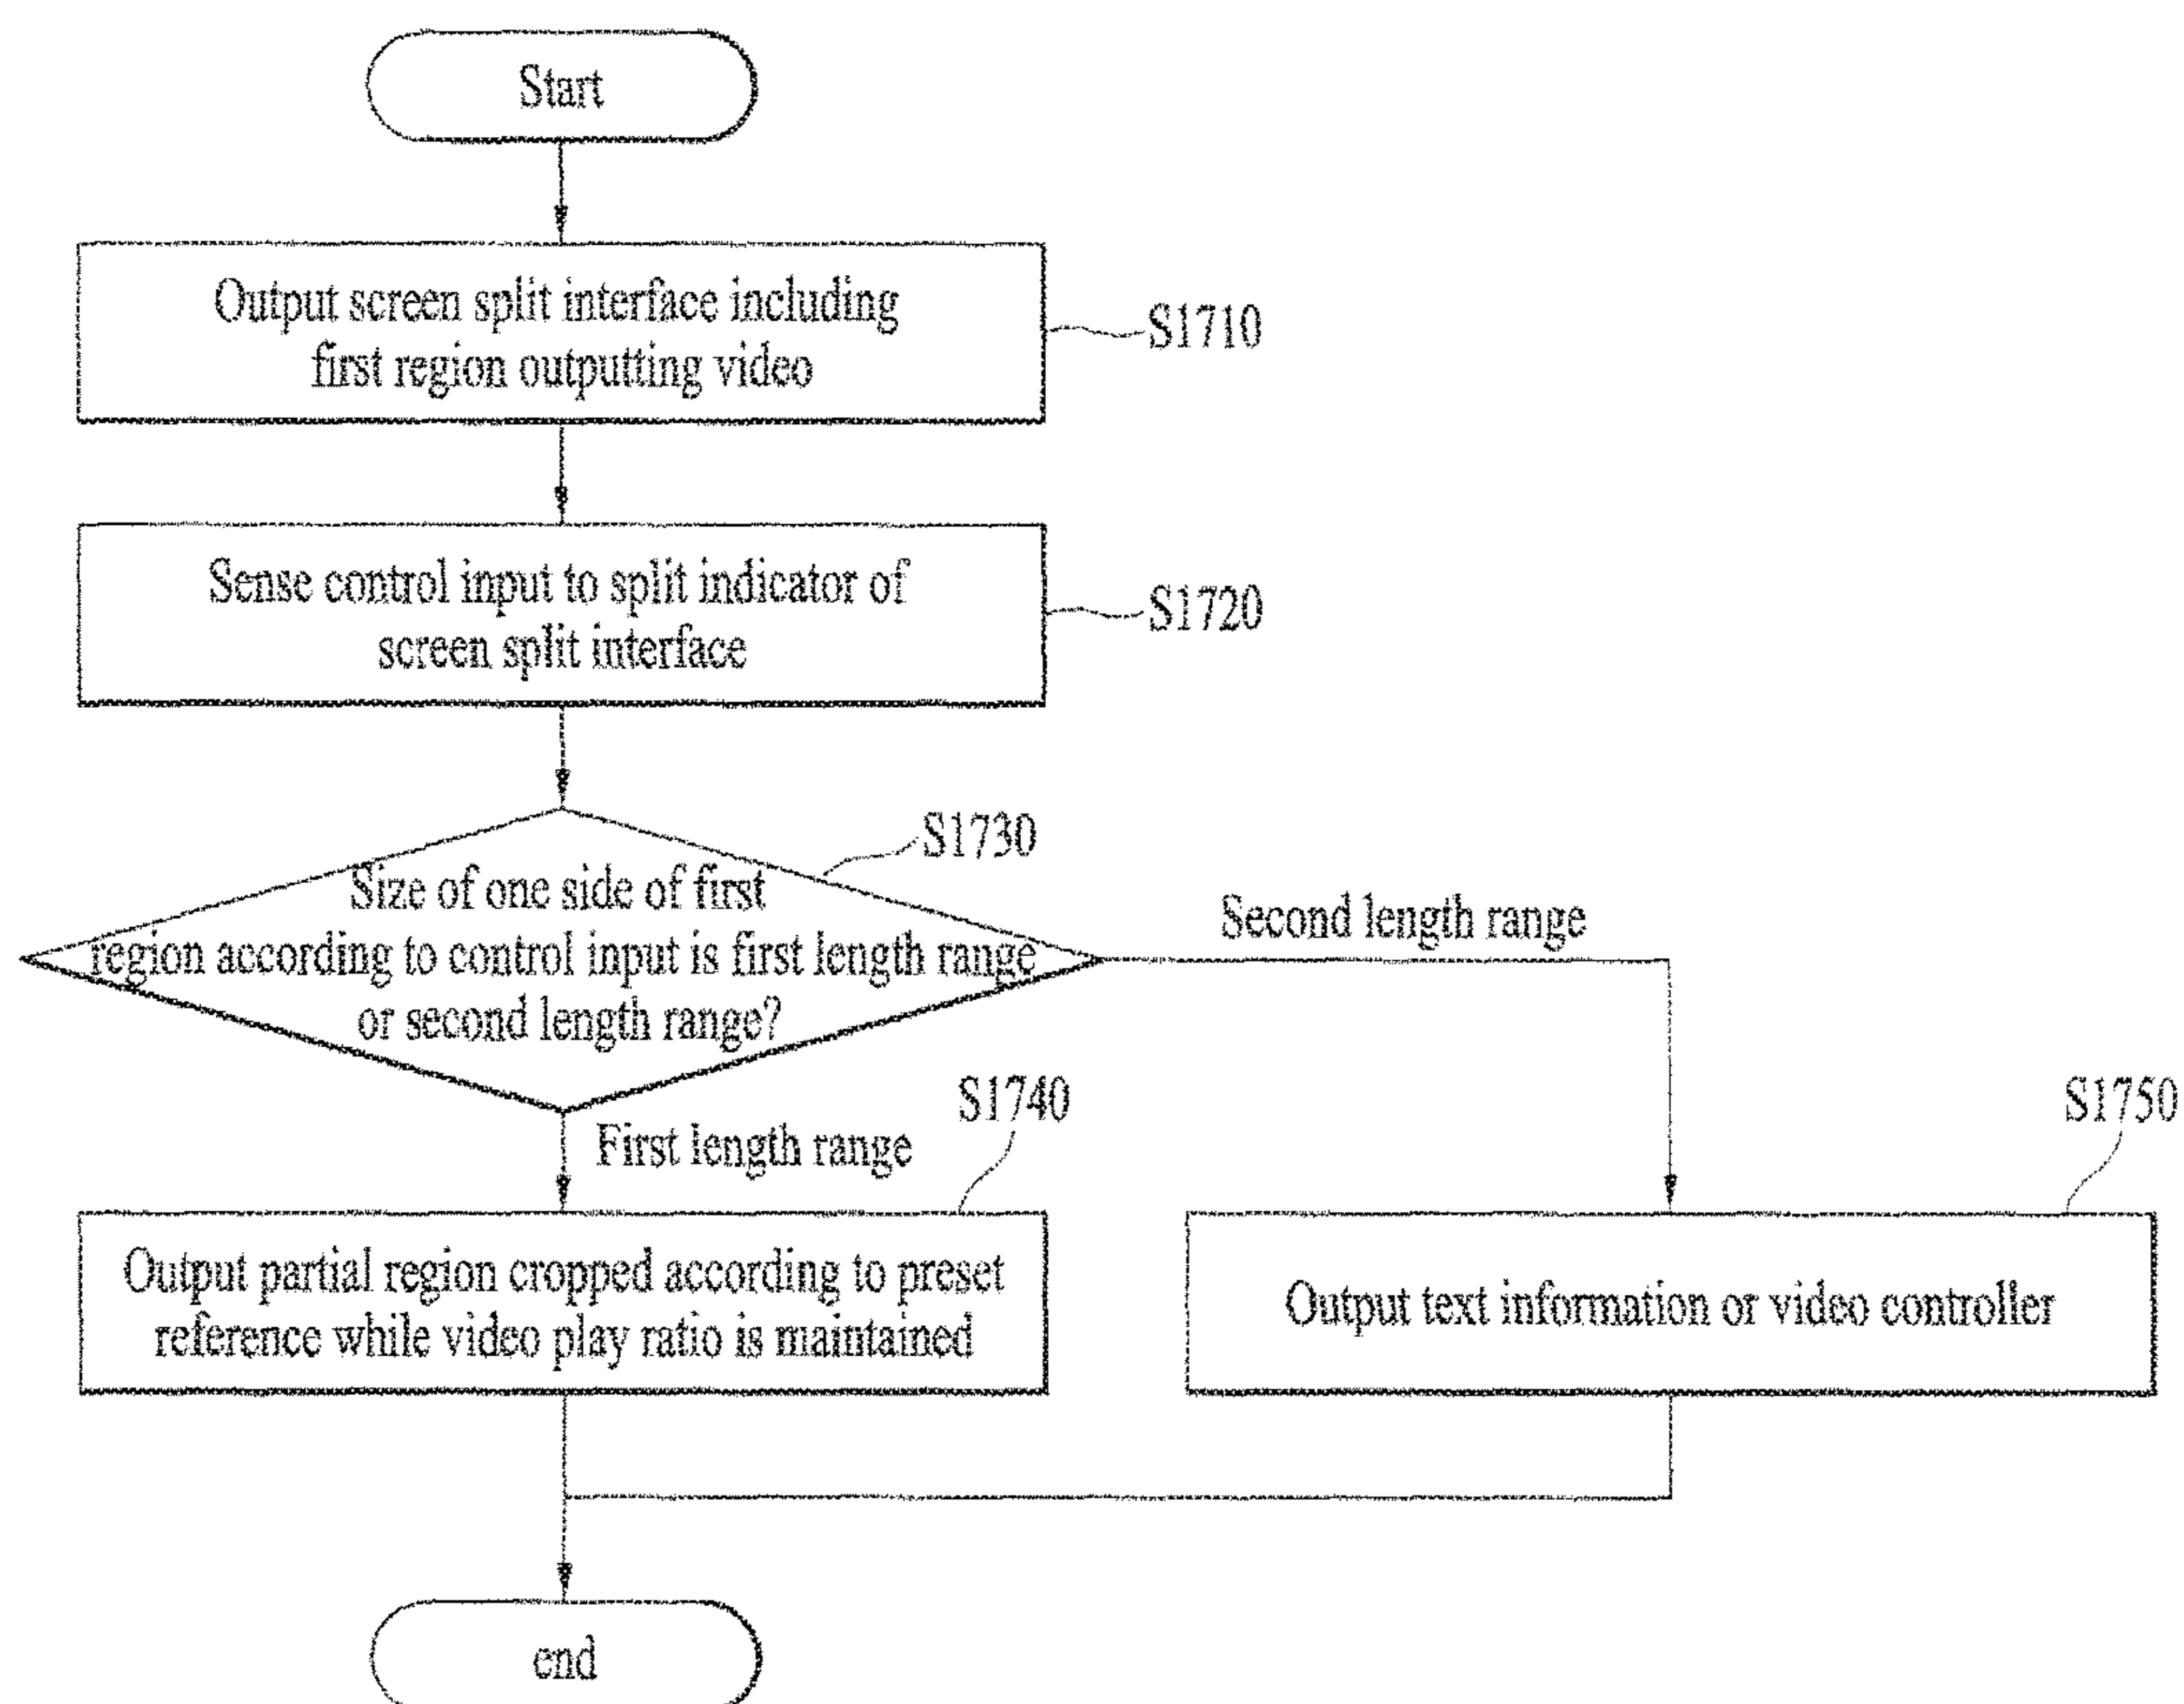 Start
Output screen split interface including
first region outputting video
S1710
Sense control input to split indicator of
screen split interface
S1720
S1730
Size of one side of first
region according to control input is first length range
or second length range?
Second length range
First length range
S1740
S1750
Output partial region cropped according to preset
reference while video play ratio is maintained
Output text information or video controller
end